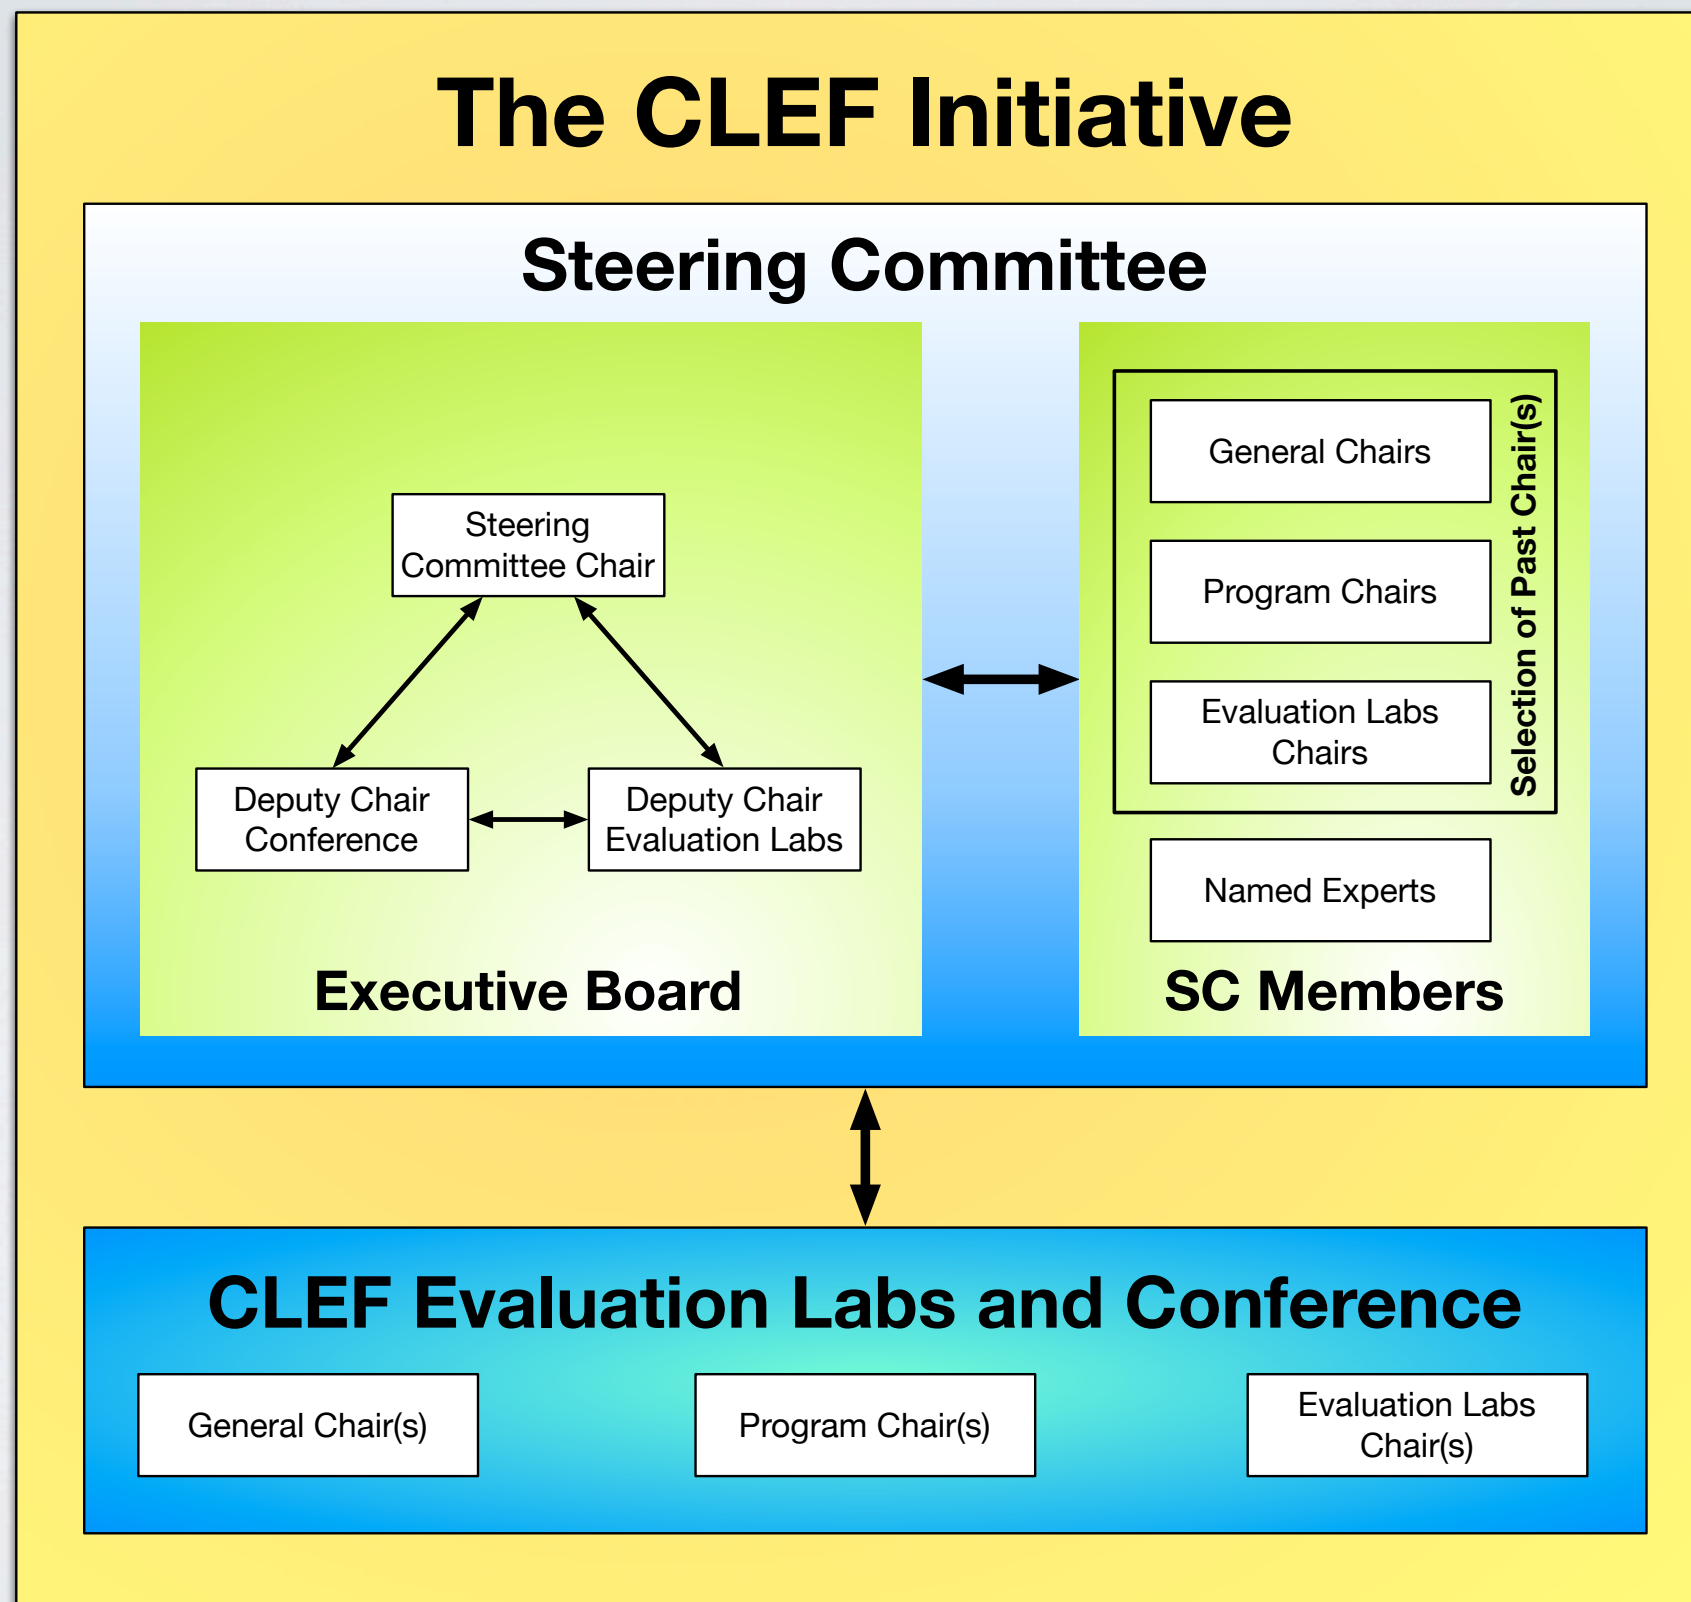 The CLEF Initiative
Steering Committee
Steering
Committee Chair
Deputy Chair
Conference
Deputy Chair
Evaluation Labs
Executive Board
General Chairs
Program Chairs
Evaluation Labs
Chairs
Selection of Past Chair(s)
Named Experts
SC Members
CLEF Evaluation Labs and Conference
General Chair(s)
Program Chair(s)
Evaluation Labs
Chair(s)